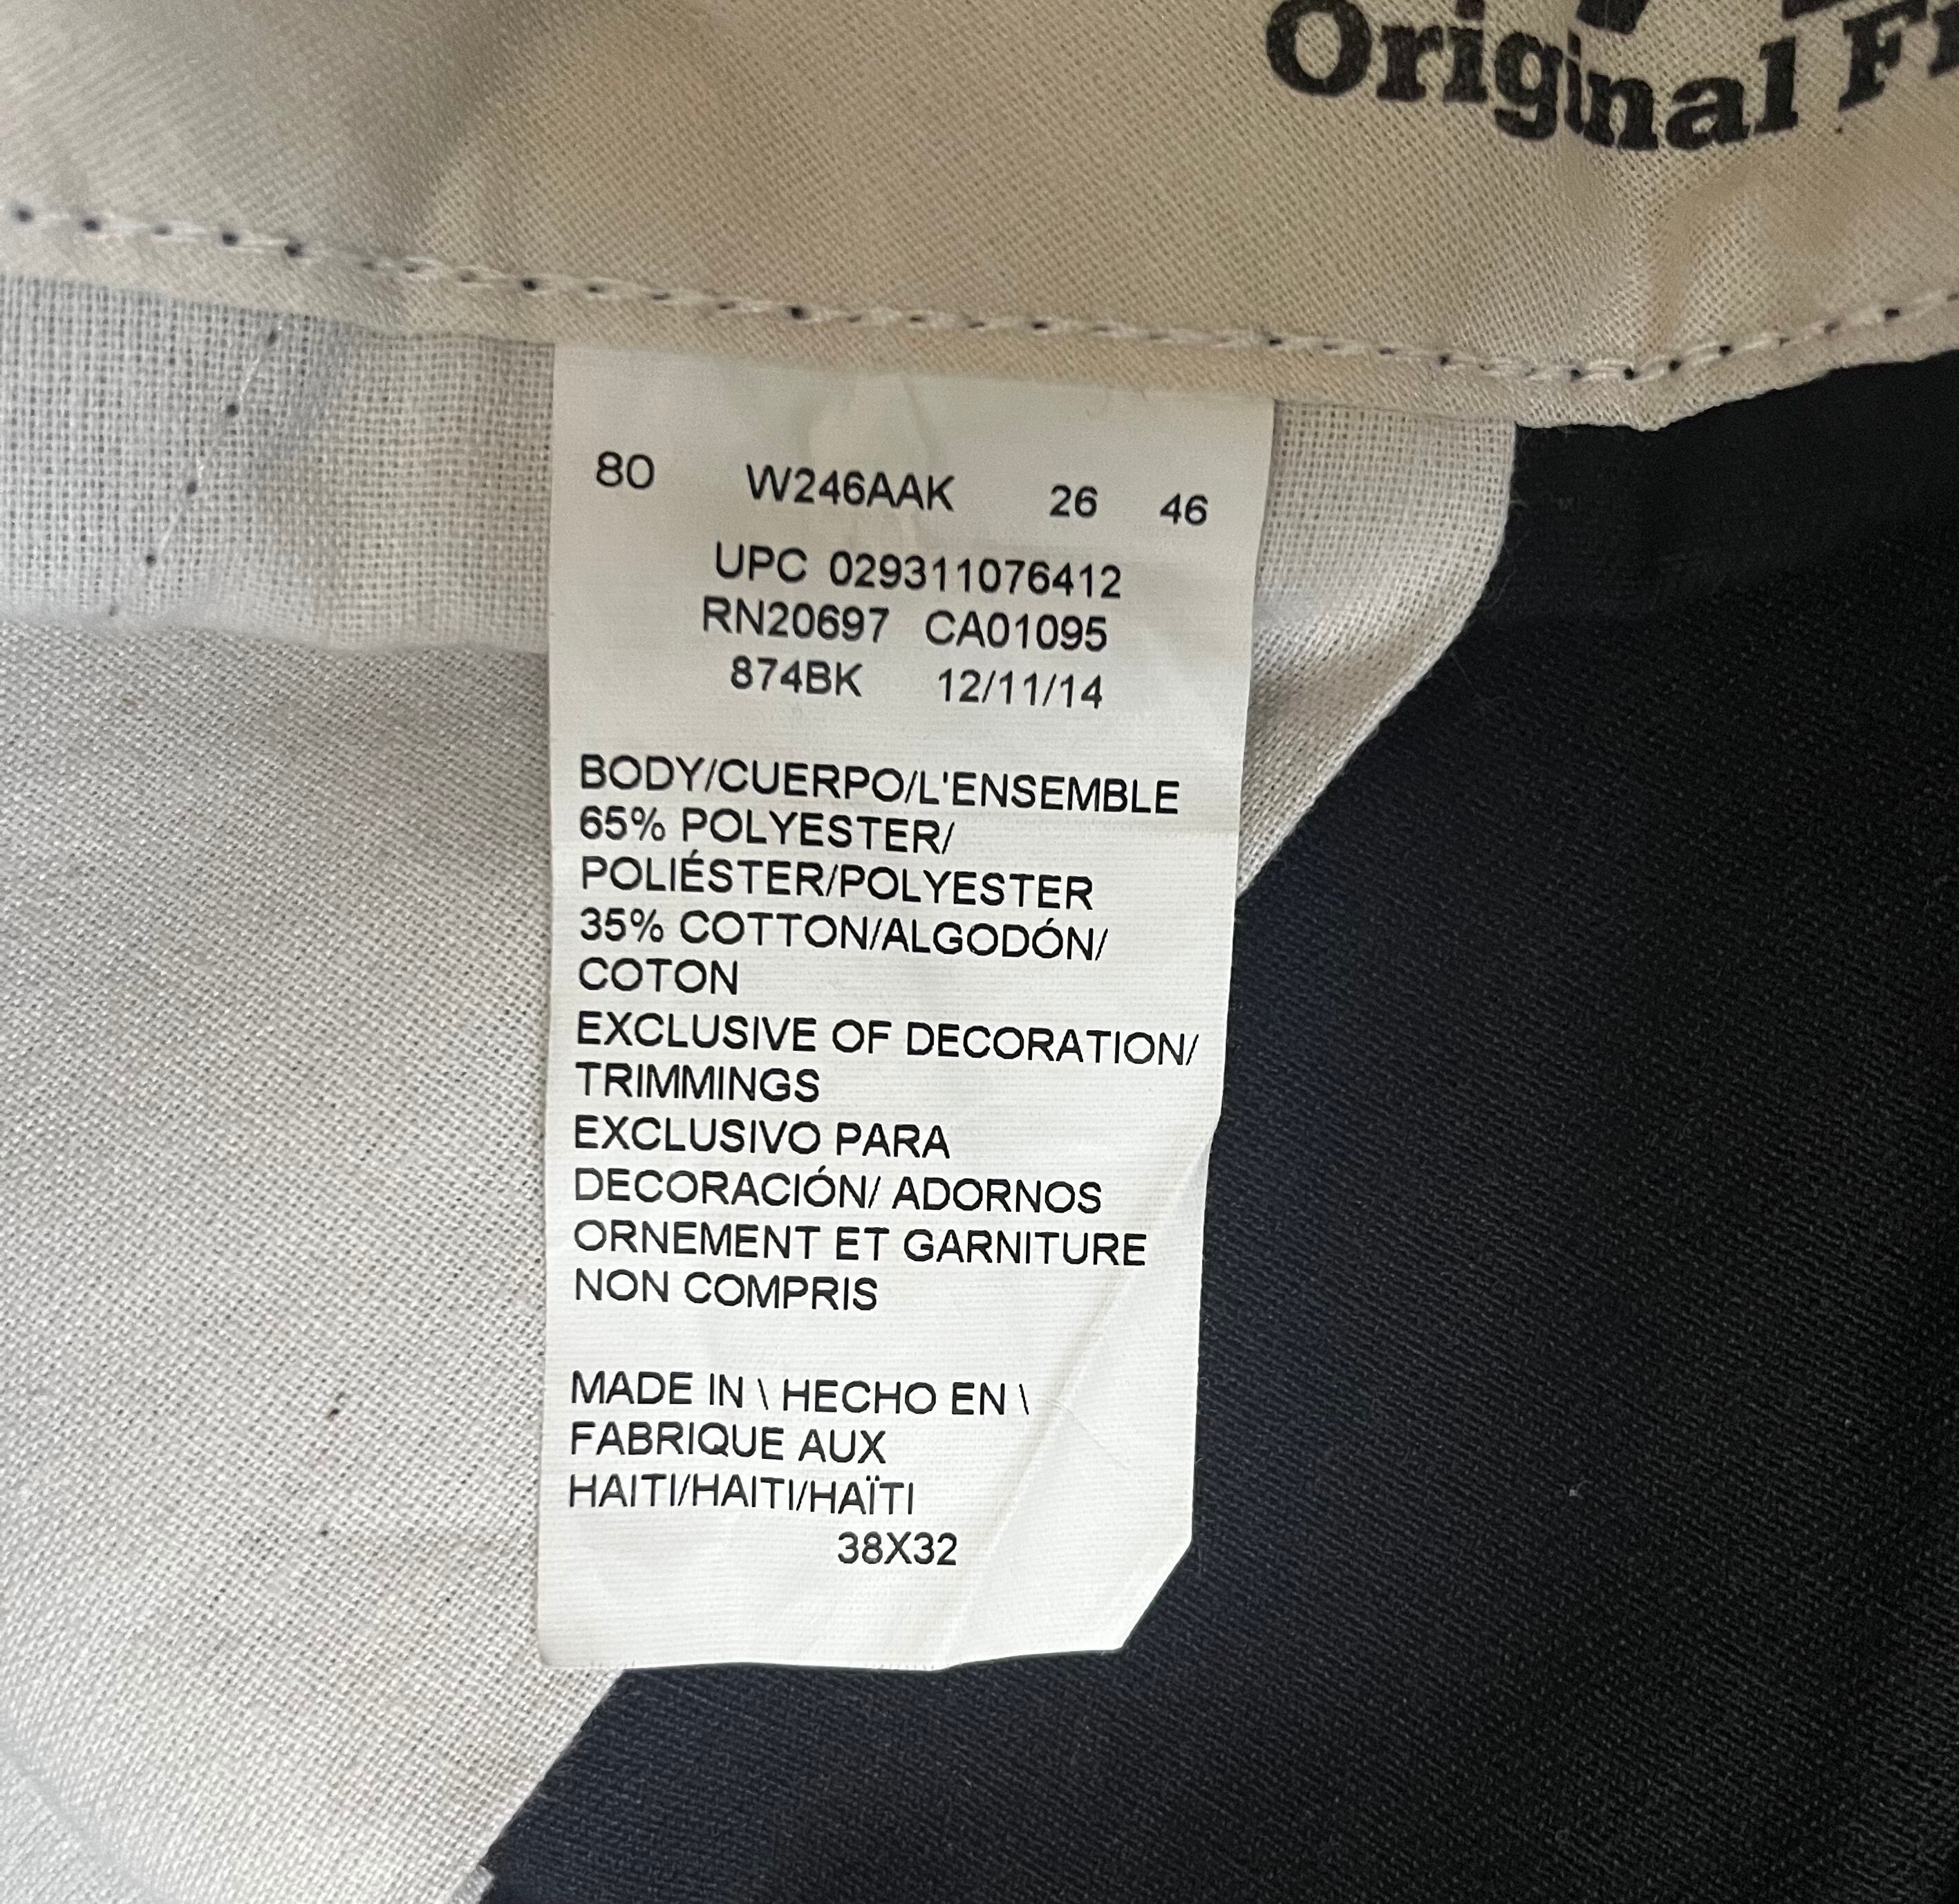 Original
80 W246AAK 26 46
UPC 029311076412
RN20697 CA01095
874BK 12/11/14
BODY/CUERPO/L'ENSEMBLE
65% POLYESTER/
POLIÉSTER/POLYESTER
35% COTTON/ALGODÓN/
COTON
EXCLUSIVE OF DECORATION/
TRIMMINGS
EXCLUSIVO PARA
DECORACIÓN/ ADORNOS
ORNEMENT ET GARNITURE
NON COMPRIS
MADE IN \ HECHO EN \
FABRIQUE AUX
HAITI/HAITI/HAÏTI
38X32